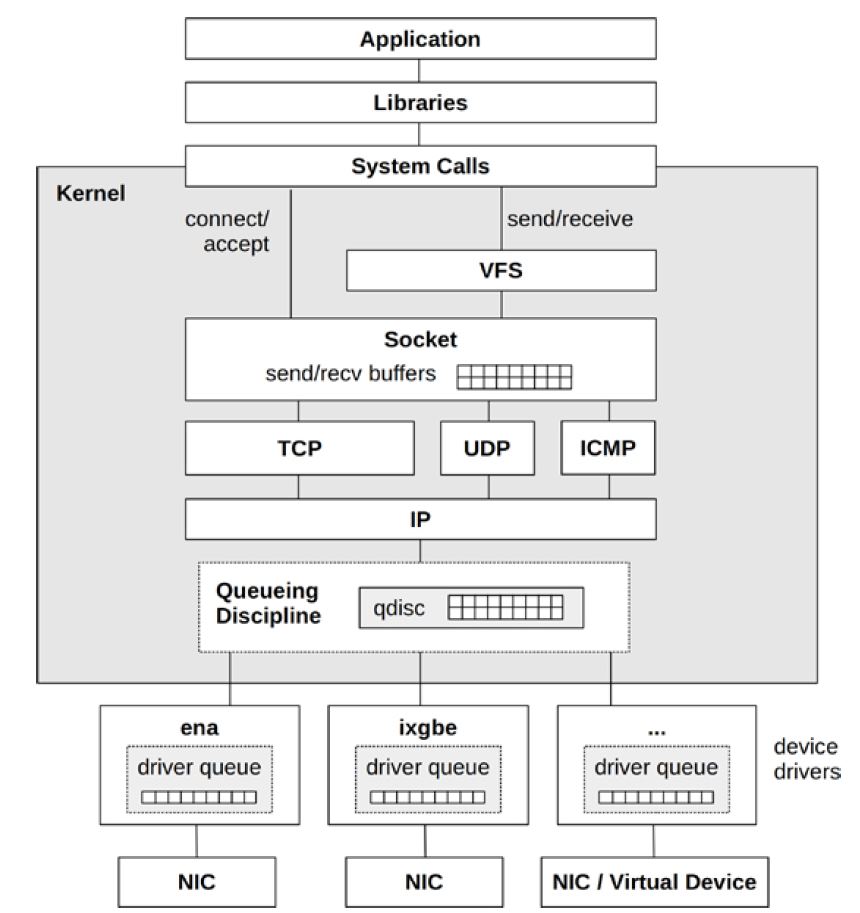 Application
Libraries
System Calls
Kernel
connect/
accept
send/receive
VFS
Socket
send/recv buffers
TCP
UDP
ICMP
IP
Queueing
Discipline
qdisc
ena
ixgbe
...
driver queue
driver queue
driver queue
device
drivers
NIC
NIC
NIC / Virtual Device